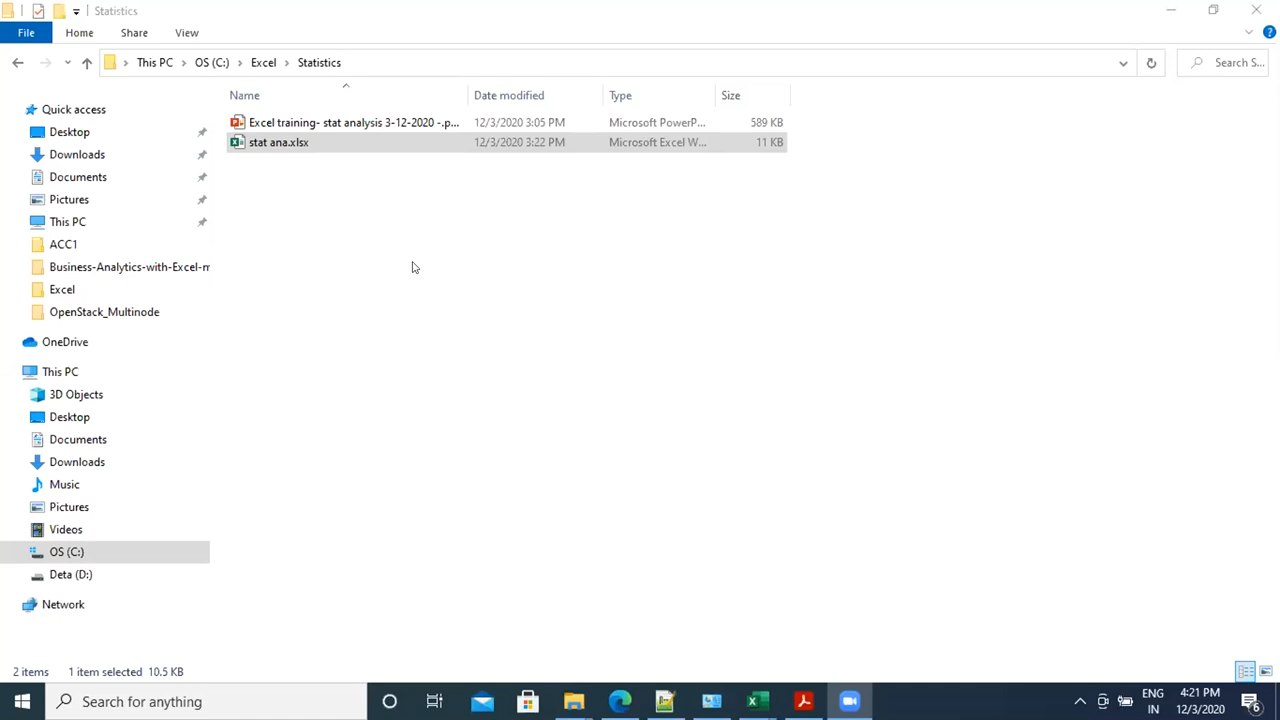 Statistics
File Home Share View
This PC OS (C:) Excel Statistics
Search S...
Name Date modified Type Size
Excel training- stat analysis 3-12-2020 -.p... 12/3/2020 3:05 PM Microsoft PowerP... 589 KB
stat ana.xlsx 12/3/2020 3:22 PM Microsoft Excel W... 11 KB
Quick access
Desktop
Downloads
Documents
Pictures
This PC
ACC1
Business-Analytics-with-Excel-m
Excel
OpenStack_Multinode
OneDrive
This PC
3D Objects
Desktop
Documents
Downloads
Music
Pictures
Videos
OS (C:)
Deta (D:)
Network
2 items 1 item selected 10.5 KB
Search for anything
ENG
IN
4:21 PM
12/3/2020
6